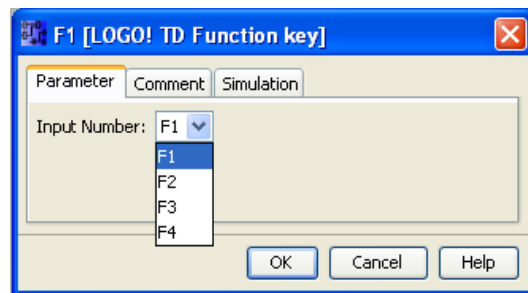 F1 [LOGO! TD Function key]
Parameter Comment Simulation
Input Number: F1
F1
F2
F3
F4
OK Cancel Help